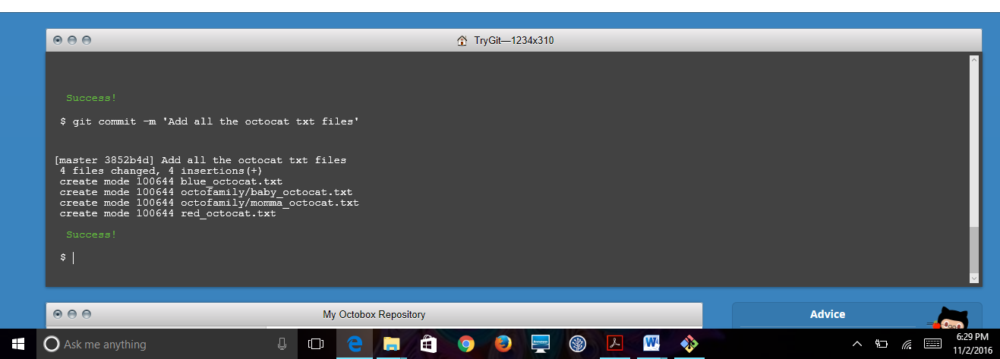 TryGit—1234x310
Success!
$ git commit -m 'Add all the octocat txt files'
[master 3852b4d] Add all the octocat txt files
4 files changed, 4 insertions(+)
create mode 100644 blue_octocat.txt
create mode 100644 octofamily/baby_octocat.txt
create mode 100644 octofamily/momma_octocat.txt
create mode 100644 red_octocat.txt
Success!
$
My Octobox Repository
Advice
Ask me anything
6:29 PM
11/2/2016